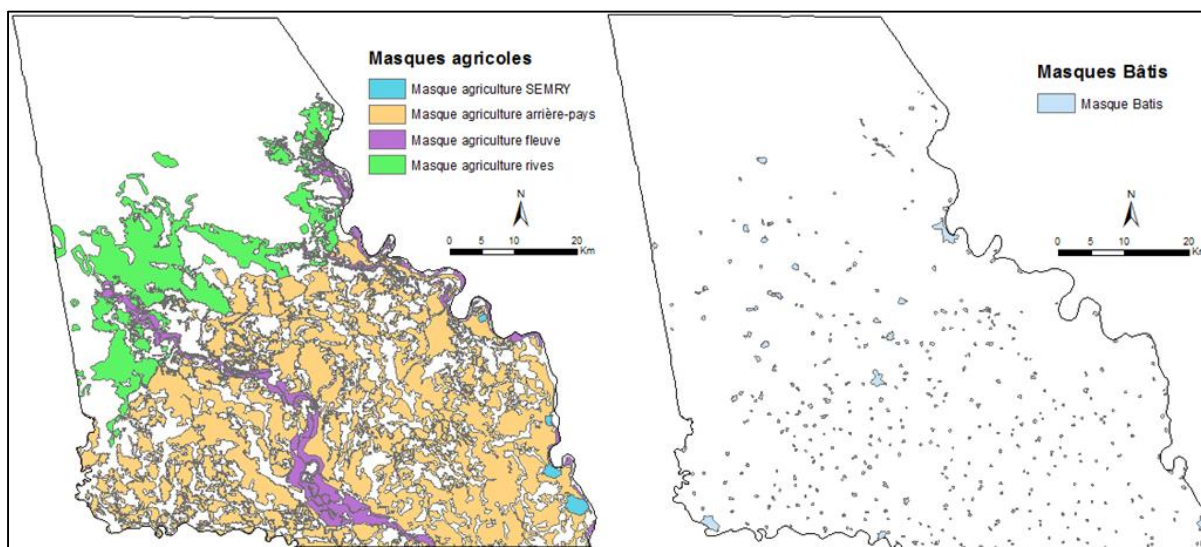 Masques agricoles
Masque agriculture SEMRY
Masque agriculture arrière-pays
Masque agriculture fleuve
Masque agriculture rives
N
0 5 10 20
Km
Masques Bâtis
Masque Batis
N
0 5 10 20
Km